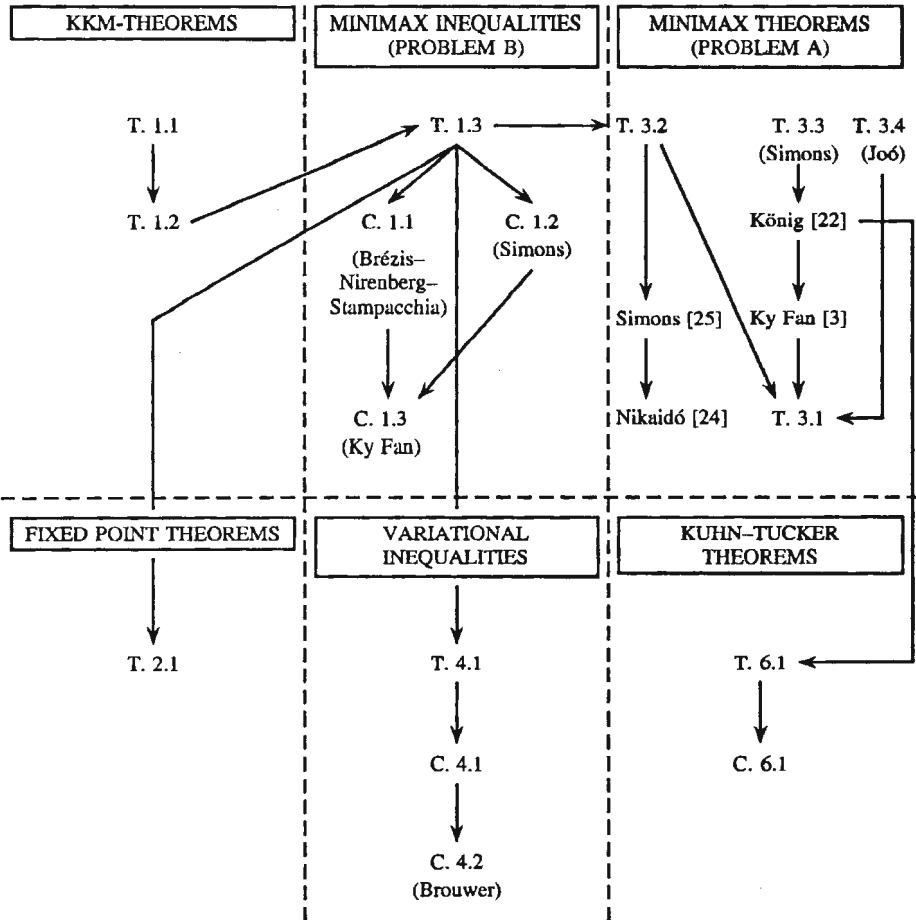 KKM-THEOREMS
MINIMAX INEQUALITIES
(PROBLEM B)
MINIMAX THEOREMS
(PROBLEM A)
T. 1.1
T. 1.2
T. 1.3
C. 1.1
(Brézis–
Nirenberg–
Stampacchia)
C. 1.2
(Simons)
C. 1.3
(Ky Fan)
T. 3.2
T. 3.3
(Simons)
T. 3.4
(Joó)
König [22]
Simons [25]
Ky Fan [3]
Nikaidó [24]
T. 3.1
FIXED POINT THEOREMS
VARIATIONAL
INEQUALITIES
KUHN–TUCKER
THEOREMS
T. 2.1
T. 4.1
C. 4.1
C. 4.2
(Brouwer)
T. 6.1
C. 6.1